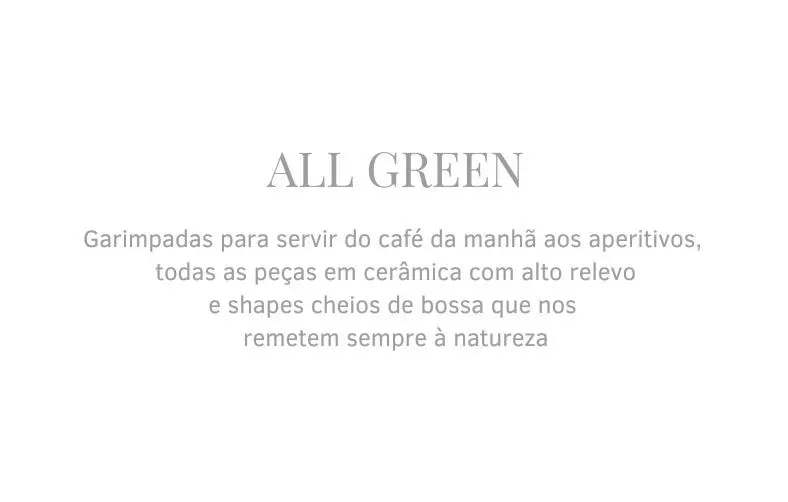 ALL GREEN
Garimpadas para servir do café da manhã aos aperitivos,
todas as peças em cerâmica com alto relevo
e shapes cheios de bossa que nos
remetem sempre à natureza